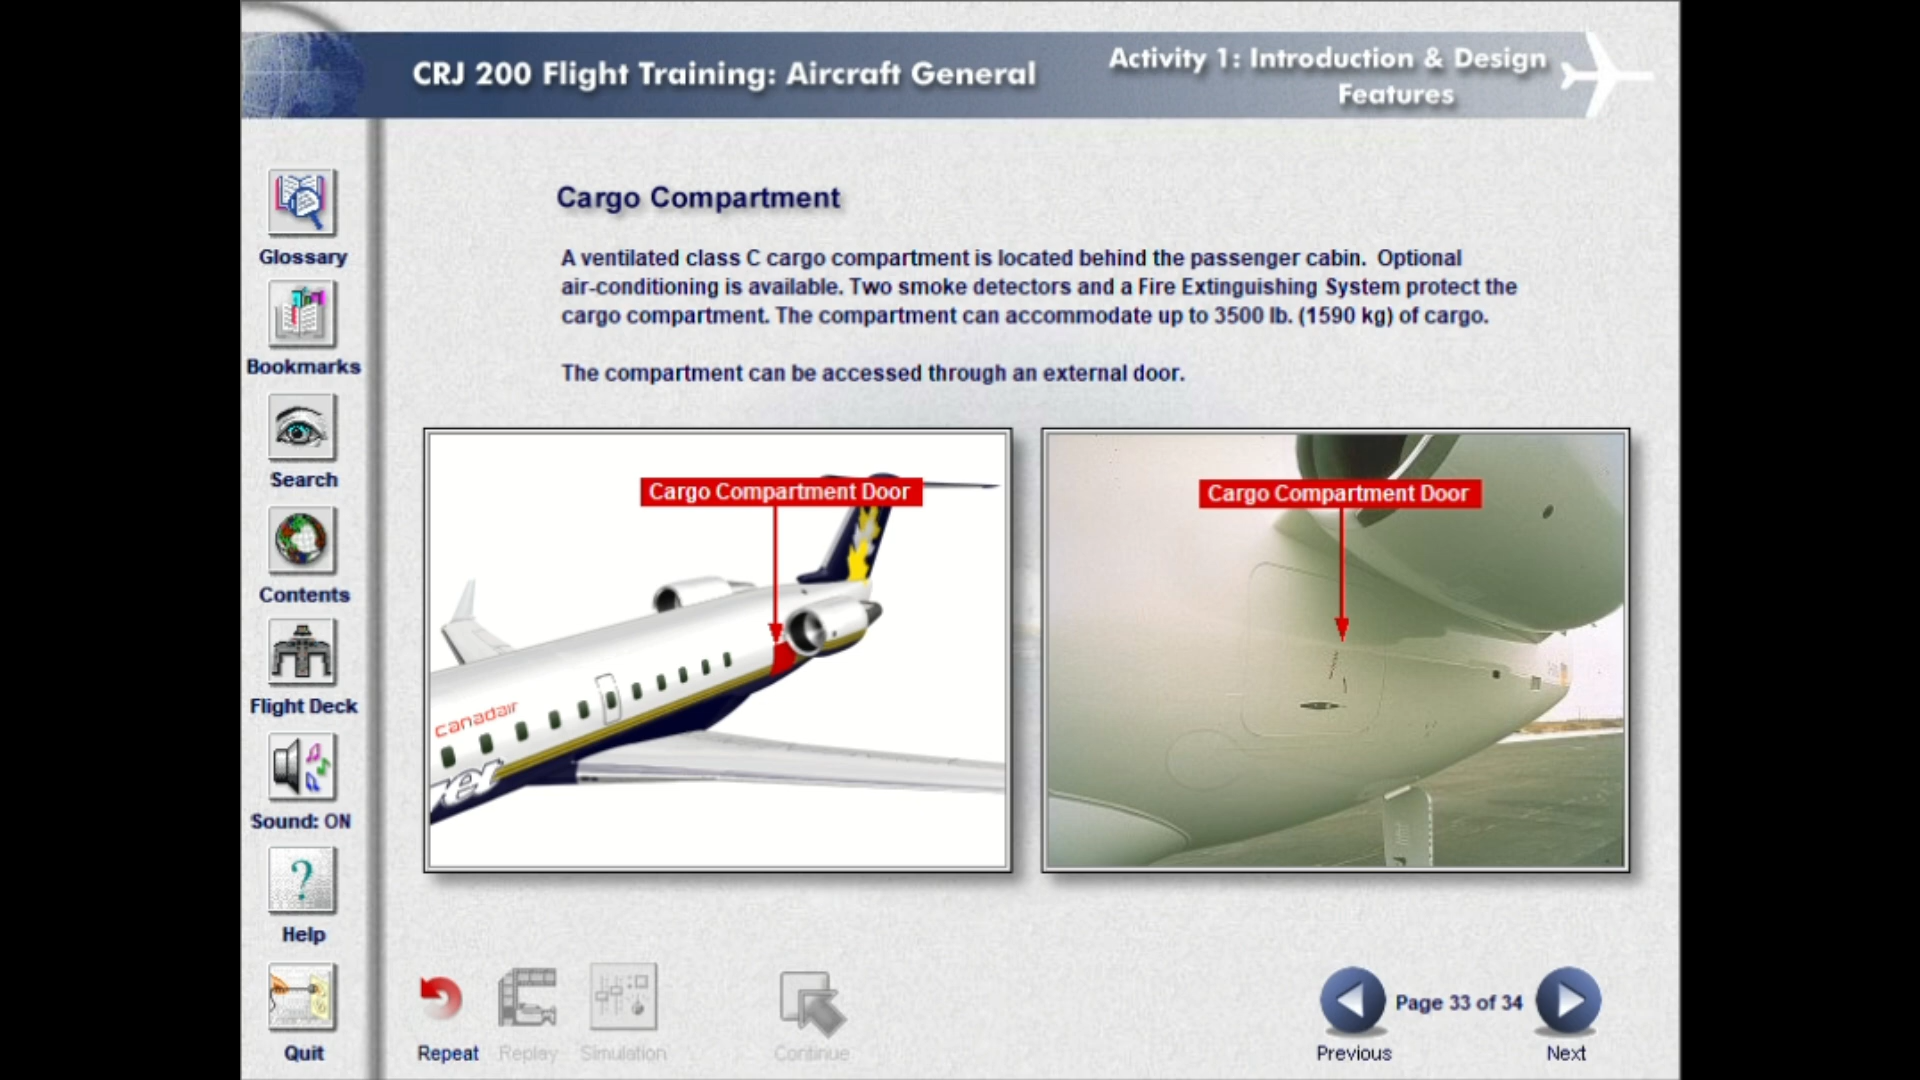 CRJ 200 Flight Training: Aircraft General
Activity 1: Introduction & Design
Features
Glossary
Bookmarks
Search
Contents
Flight Deck
Sound: ON
Help
Quit
Cargo Compartment
A ventilated class C cargo compartment is located behind the passenger cabin. Optional
air-conditioning is available. Two smoke detectors and a Fire Extinguishing System protect the
cargo compartment. The compartment can accommodate up to 3500 lb. (1590 kg) of cargo.
The compartment can be accessed through an external door.
Cargo Compartment Door
canadair
Cargo Compartment Door
Repeat
Replay
Simulation
Continue
Previous
Page 33 of 34
Next